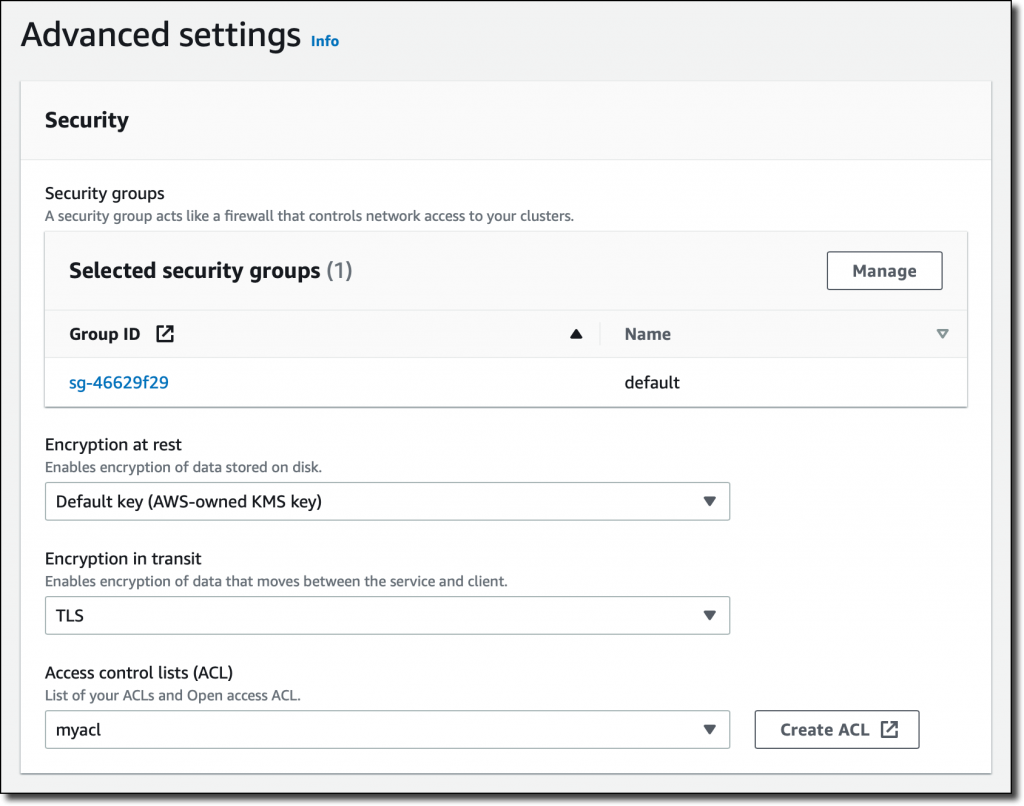 Advanced settings Info
Security
Security groups
A security group acts like a firewall that controls network access to your clusters.
Selected security groups (1) Manage
Group ID Name
sg-46629f29 default
Encryption at rest
Enables encryption of data stored on disk.
Default key (AWS-owned KMS key)
Encryption in transit
Enables encryption of data that moves between the service and client.
TLS
Access control lists (ACL)
List of your ACLs and Open access ACL.
myacl Create ACL